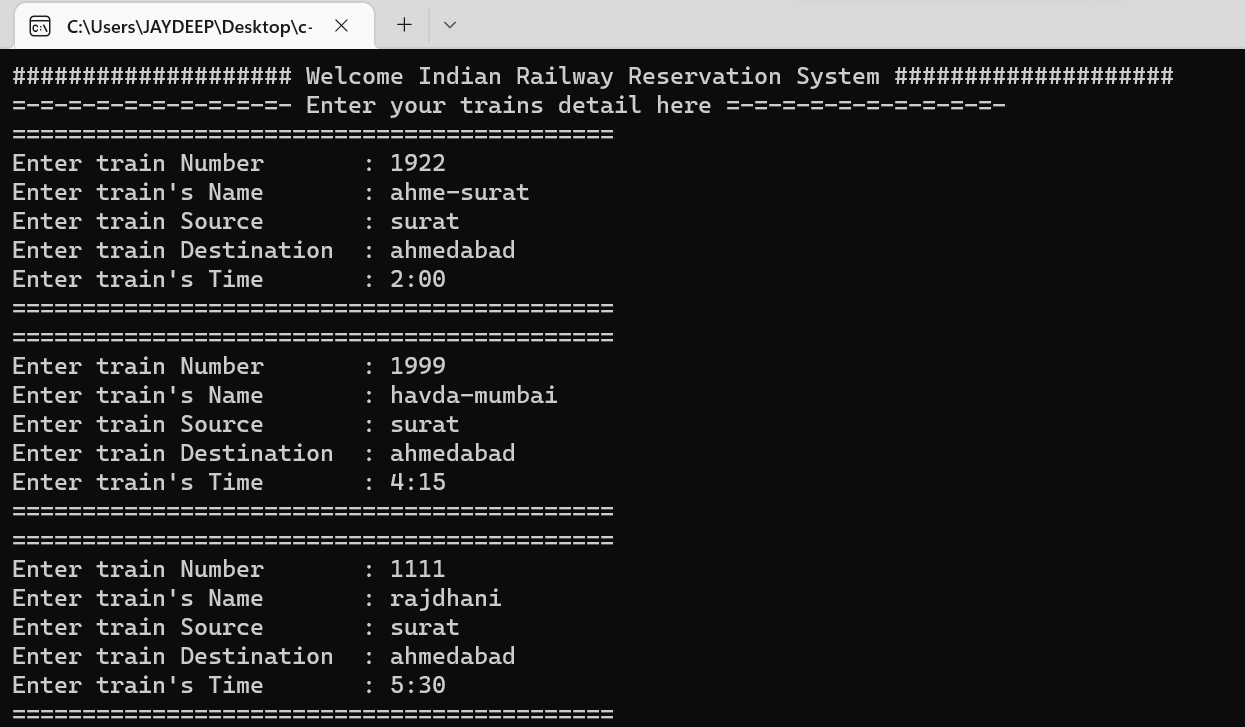 C:\Users\JAYDEEP\Desktop\c-
#################### Welcome Indian Railway Reservation System ####################
=-=-=-=-=-=-=-=-=-=- Enter your trains detail here =-=-=-=-=-=-=-=-=-=-
===========================================
Enter train Number       : 1922
Enter train's Name       : ahme-surat
Enter train Source       : surat
Enter train Destination  : ahmedabad
Enter train's Time       : 2:00
===========================================
===========================================
Enter train Number       : 1999
Enter train's Name       : havda-mumbai
Enter train Source       : surat
Enter train Destination  : ahmedabad
Enter train's Time       : 4:15
===========================================
===========================================
Enter train Number       : 1111
Enter train's Name       : rajdhani
Enter train Source       : surat
Enter train Destination  : ahmedabad
Enter train's Time       : 5:30
===========================================